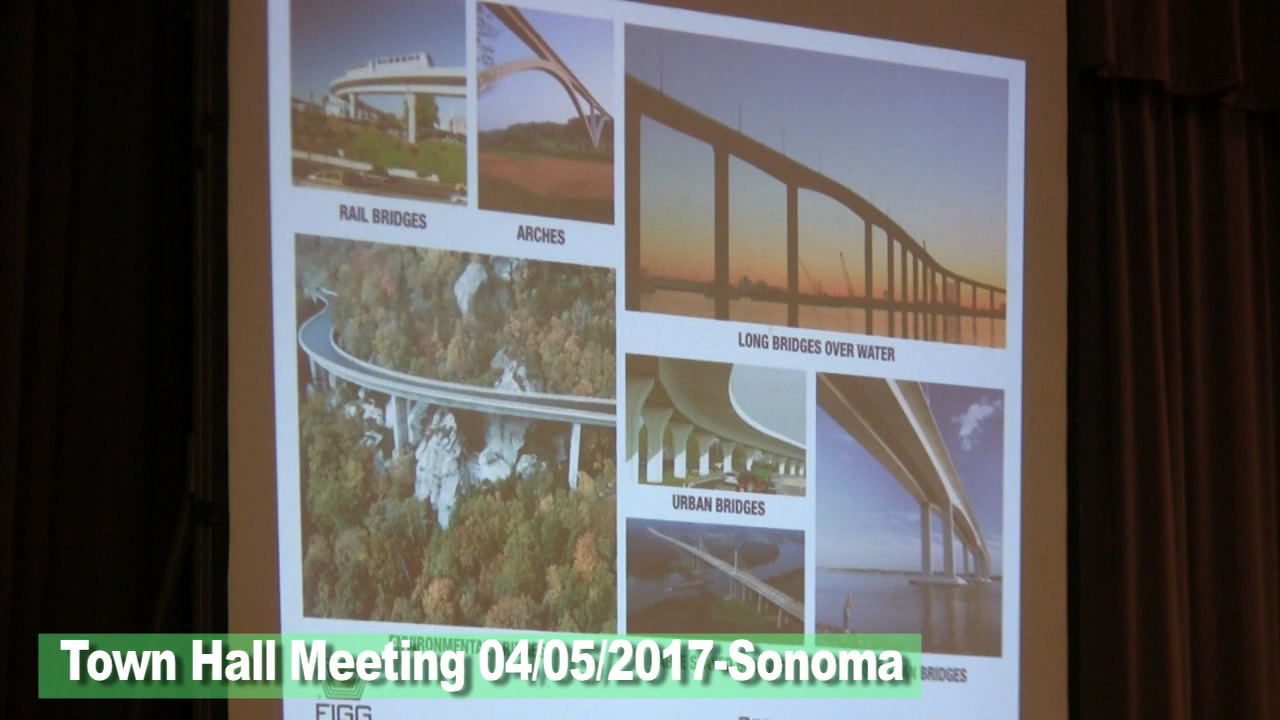 RAIL BRIDGES
ARCHES
LONG BRIDGES OVER WATER
URBAN BRIDGES
BRIDGES
Town Hall Meeting 04/05/2017-Sonoma
FIGG